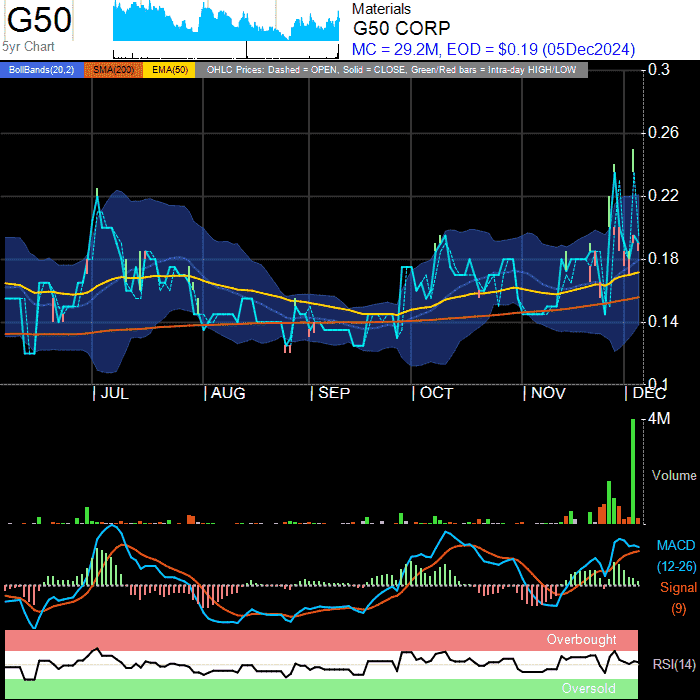 G50
5yr Chart
Materials
G50 CORP
MC = 29.2M, EOD = $0.19 (05Dec2024)
BollBands(20,2) SMA(200) EMA(50) OHLC Prices: Dashed = OPEN, Solid = CLOSE, Green/Red bars = Intra-day HIGH/LOW
0.3
0.26
0.22
0.18
0.14
0.1
| JUL | AUG | SEP | OCT | NOV | DEC
4M
Volume
MACD
(12-26)
Signal
(9)
Overbought
RSI(14)
Oversold